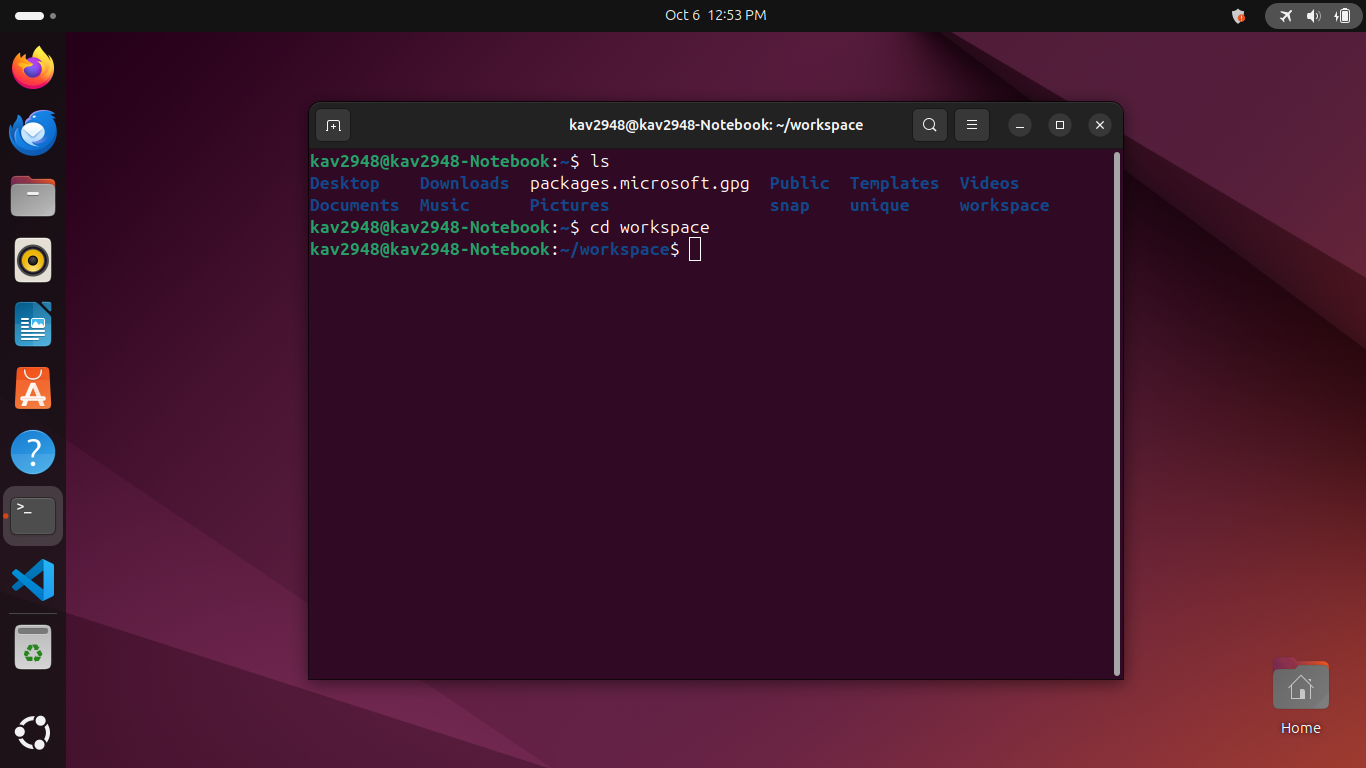 Oct 6  12:53 PM
kav2948@kav2948-Notebook: ~/workspace
kav2948@kav2948-Notebook:~$ ls
Desktop    Downloads  packages.microsoft.gpg  Public  Templates  Videos
Documents  Music      Pictures                snap    unique     workspace
kav2948@kav2948-Notebook:~$ cd workspace
kav2948@kav2948-Notebook:~/workspace$
Home